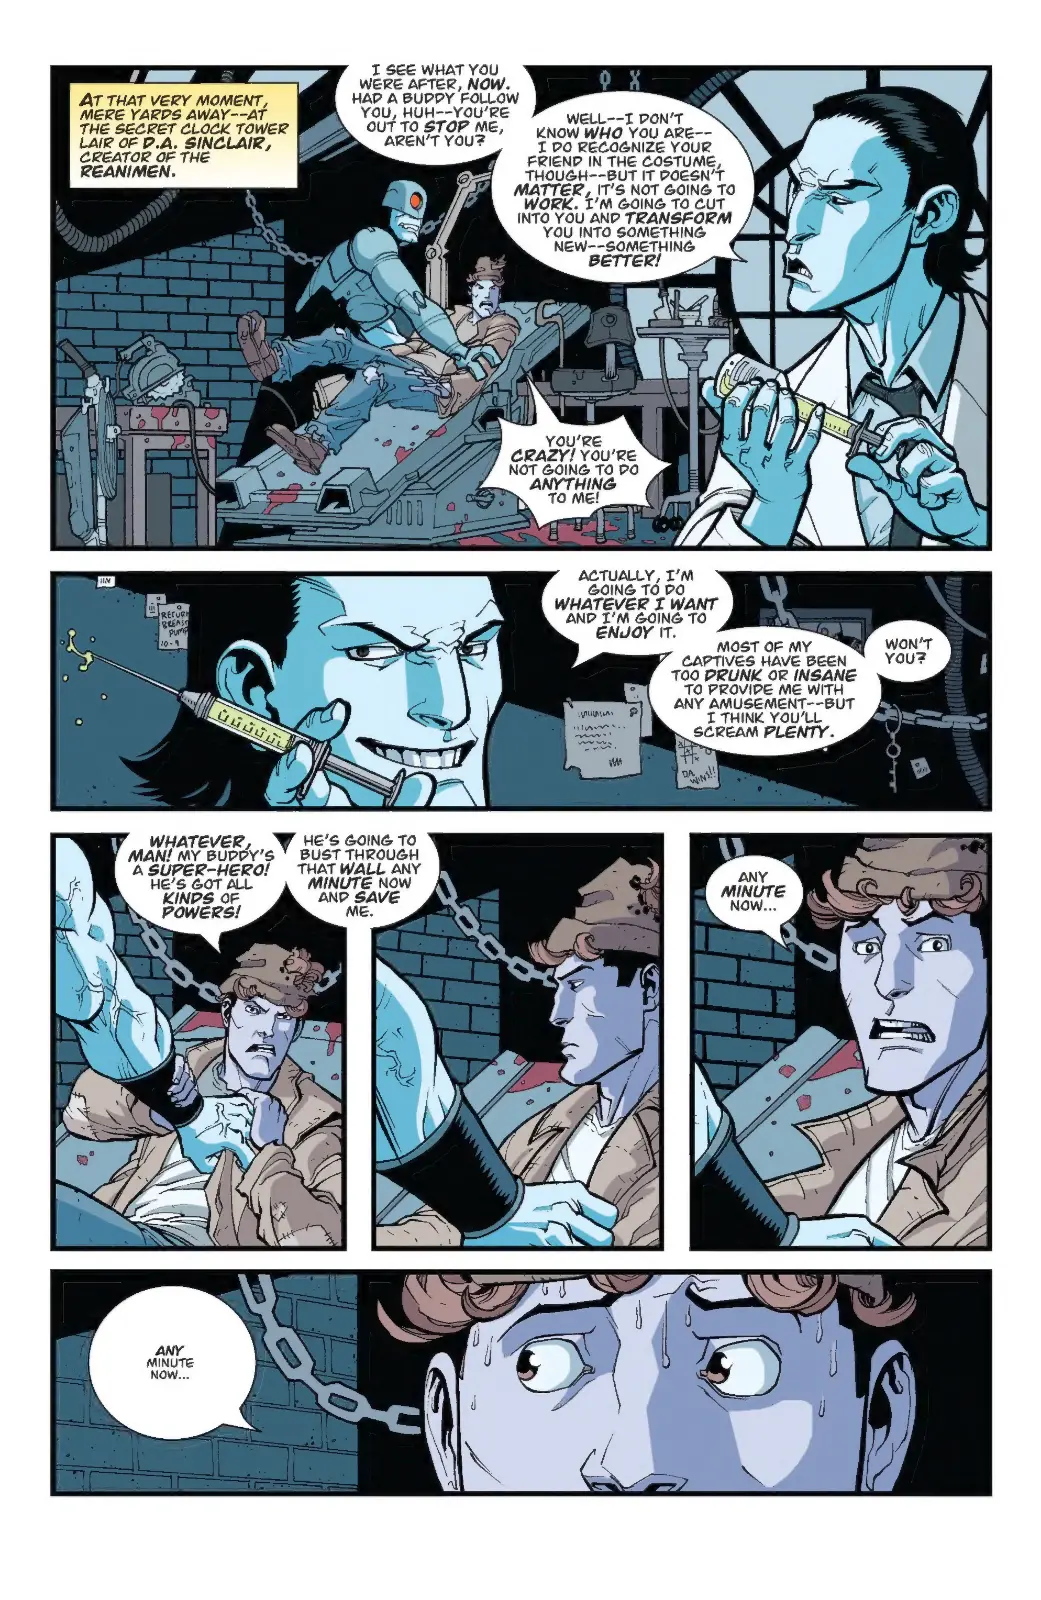 AT THAT VERY MOMENT,
MERE YARDS AWAY--AT
THE SECRET CLOCK TOWER
LAIR OF D.A. SINCLAIR,
CREATOR OF THE
REANIMEN.
I SEE WHAT YOU
WERE AFTER, NOW.
HAD A BUDDY FOLLOW
YOU, HUH--YOU'RE
OUT TO STOP ME,
AREN'T YOU?
WELL--I DON'T
KNOW WHO YOU ARE--
I DO RECOGNIZE YOUR
FRIEND IN THE COSTUME,
THOUGH--BUT IT DOESN'T
MATTER, IT'S NOT GOING TO
WORK. I'M GOING TO CUT
INTO YOU AND TRANSFORM
YOU INTO SOMETHING
NEW--SOMETHING
BETTER!
YOU'RE
CRAZY! YOU'RE
NOT GOING TO DO
ANYTHING
TO ME!
RETURN
BREAST
PUMP
10-9
ACTUALLY, I'M
GOING TO DO
WHATEVER I WANT
AND I'M GOING TO
ENJOY IT.
MOST OF MY
CAPTIVES HAVE BEEN
TOO DRUNK OR INSANE
TO PROVIDE ME WITH
ANY AMUSEMENT--BUT
I THINK YOU'LL
SCREAM PLENTY.
WON'T
YOU?
DA
WINS!!
WHATEVER,
MAN! MY BUDDY'S
A SUPER-HERO!
HE'S GOT ALL
KINDS OF
POWERS!
HE'S GOING TO
BUST THROUGH
THAT WALL ANY
MINUTE NOW
AND SAVE
ME.
ANY
MINUTE
NOW...
ANY
MINUTE
NOW...